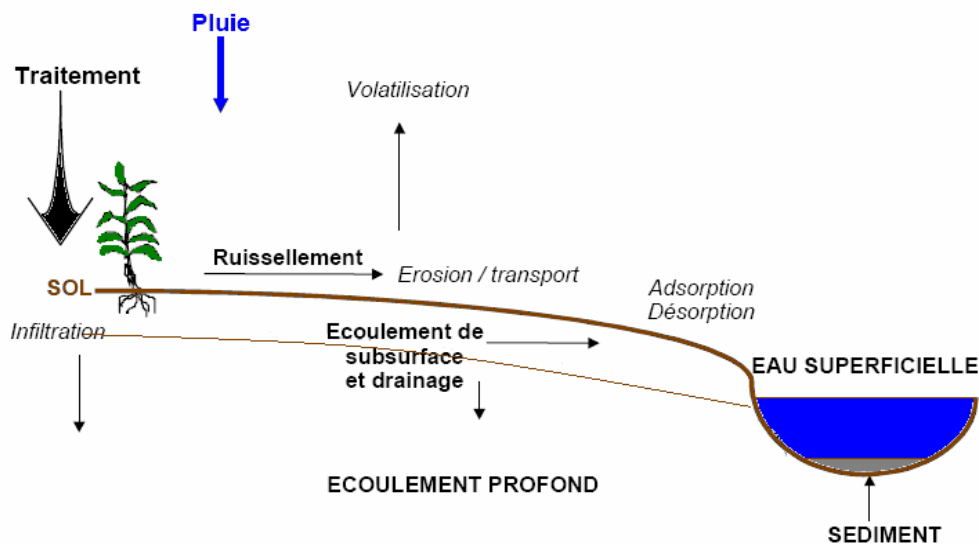 Pluie
Traitement
Volatilisation
Ruissellement
Erosion / transport
SOL
Adsorption
Désorption
Infiltration
Ecoulement de
subsurface
et drainage
EAU SUPERFICIELLE
ECOULEMENT PROFOND
SEDIMENT